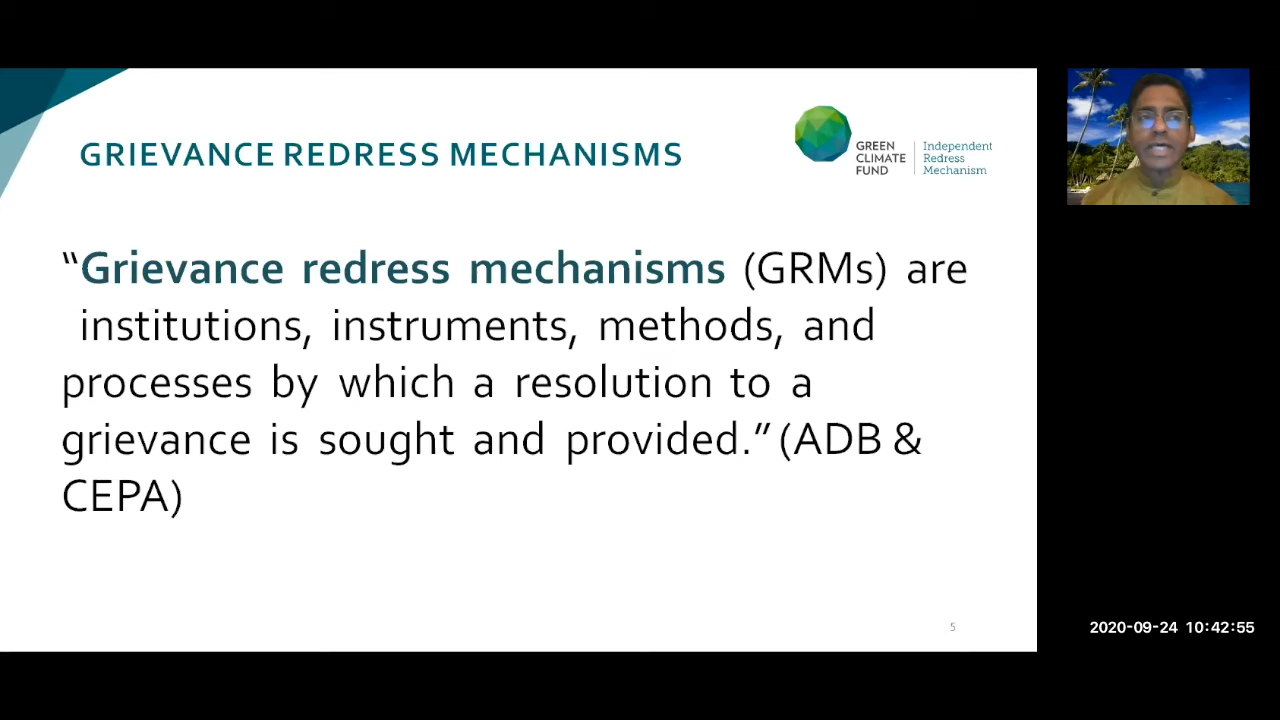 GRIEVANCE REDRESS MECHANISMS
GREEN
CLIMATE
FUND
Independent
Redress
Mechanism
“Grievance redress mechanisms (GRMs) are
institutions, instruments, methods, and
processes by which a resolution to a
grievance is sought and provided.” (ADB &
CEPA)
5
2020-09-24 10:42:55